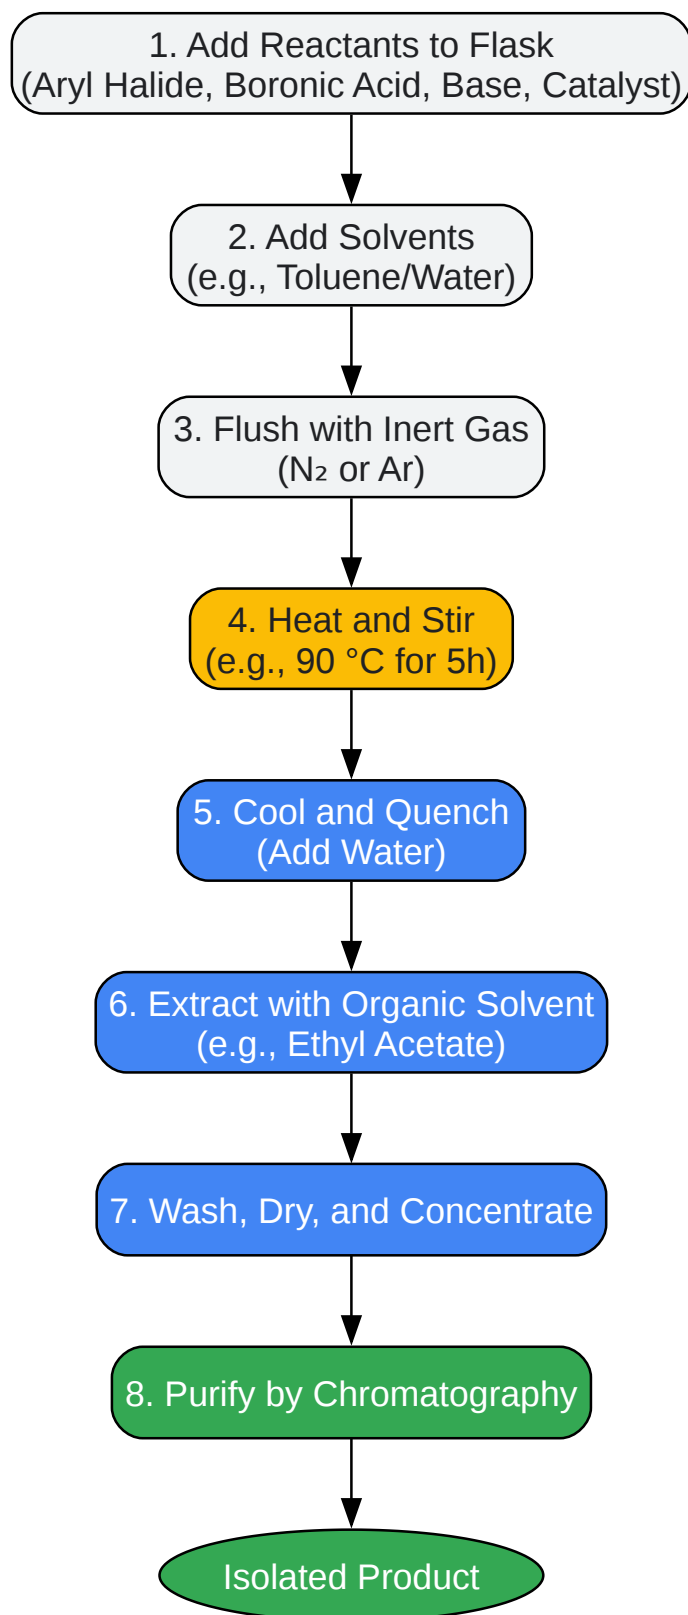 1. Add Reactants to Flask
(Aryl Halide, Boronic Acid, Base, Catalyst)
2. Add Solvents
(e.g., Toluene/Water)
3. Flush with Inert Gas
(N₂ or Ar)
4. Heat and Stir
(e.g., 90 °C for 5h)
5. Cool and Quench
(Add Water)
6. Extract with Organic Solvent
(e.g., Ethyl Acetate)
7. Wash, Dry, and Concentrate
8. Purify by Chromatography
Isolated Product